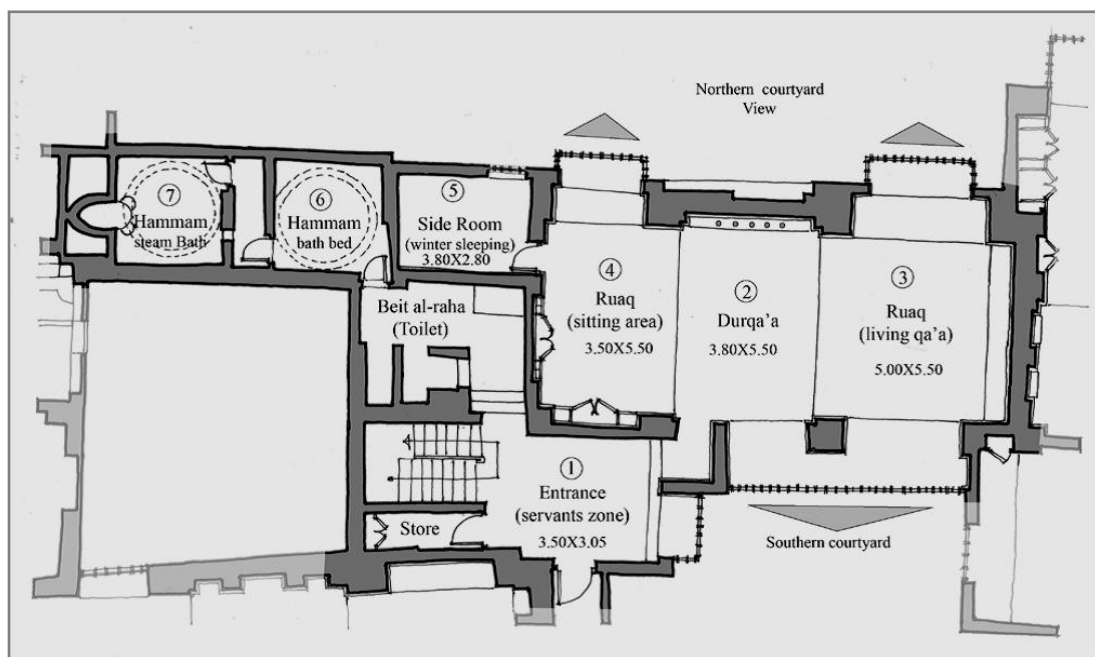 Northern courtyard
View
⑦
Hammam
steam Bath
⑥
Hammam
bath bed
⑤
Side Room
(winter sleeping)
3.80X2.80
④
Ruaq
(sitting area)
3.50X5.50
②
Durqa'a
3.80X5.50
③
Ruaq
(living qa'a)
5.00X5.50
Beit al-raha
(Toilet)
①
Entrance
(servants zone)
3.50X3.05
Store
Southern courtyard